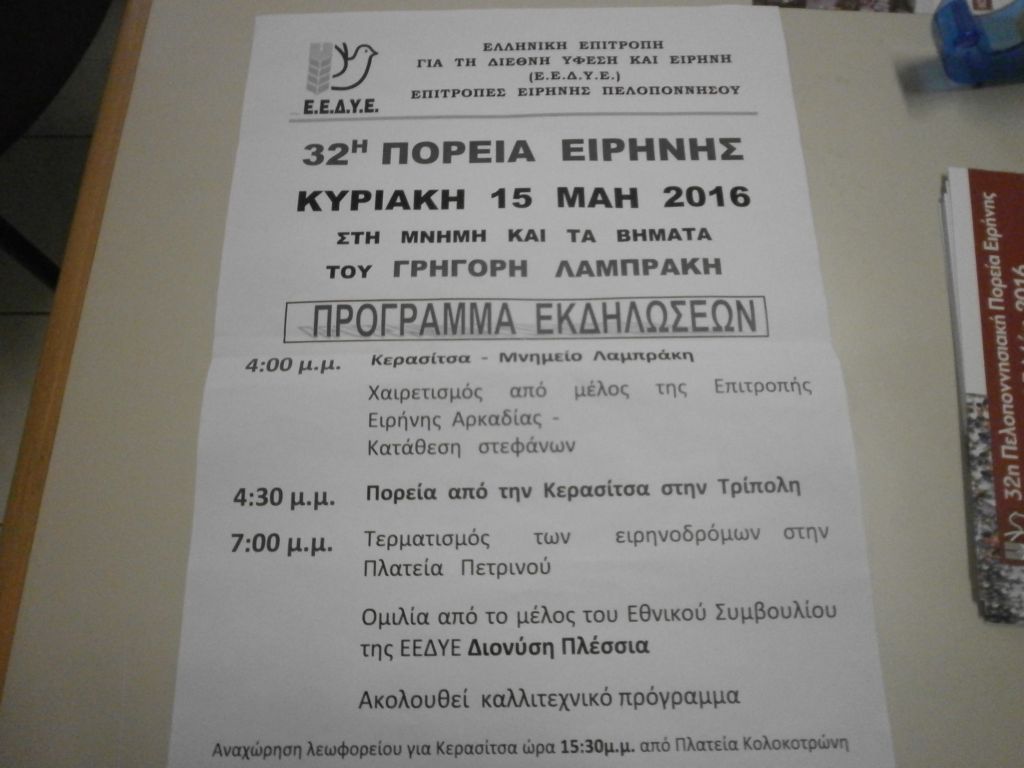 ΕΛΛΗΝΙΚΗ ΕΠΙΤΡΟΠΗ
ΓΙΑ ΤΗ ΔΙΕΘΝΗ ΥΦΕΣΗ ΚΑΙ ΕΙΡΗΝΗ
(Ε.Ε.Δ.Υ.Ε.)
ΕΠΙΤΡΟΠΕΣ ΕΙΡΗΝΗΣ ΠΕΛΟΠΟΝΝΗΣΟΥ
Ε.Ε.Δ.Υ.Ε.
32Η ΠΟΡΕΙΑ ΕΙΡΗΝΗΣ
ΚΥΡΙΑΚΗ 15 ΜΑΗ 2016
ΣΤΗ ΜΝΗΜΗ ΚΑΙ ΤΑ ΒΗΜΑΤΑ
ΤΟΥ ΓΡΗΓΟΡΗ ΛΑΜΠΡΑΚΗ
ΠΡΟΓΡΑΜΜΑ ΕΚΔΗΛΩΣΕΩΝ
4:00 μ.μ. Κερασίτσα - Μνημείο Λαμπράκη
Χαιρετισμός από μέλος της Επιτροπής
Ειρήνης Αρκαδίας -
Κατάθεση στεφάνων
4:30 μ.μ. Πορεία από την Κερασίτσα στην Τρίπολη
7:00 μ.μ. Τερματισμός των ειρηνοδρόμων στην
Πλατεία Πετρινού
Ομιλία από το μέλος του Εθνικού Συμβουλίου
της ΕΕΔΥΕ Διονύση Πλέσσια
Ακολουθεί καλλιτεχνικό πρόγραμμα
Αναχώρηση λεωφορείου για Κερασίτσα ώρα 15:30μ.μ. από Πλατεία Κολοκοτρώνη
32η Πελοποννησιακή Πορεία Ειρήνης
2016